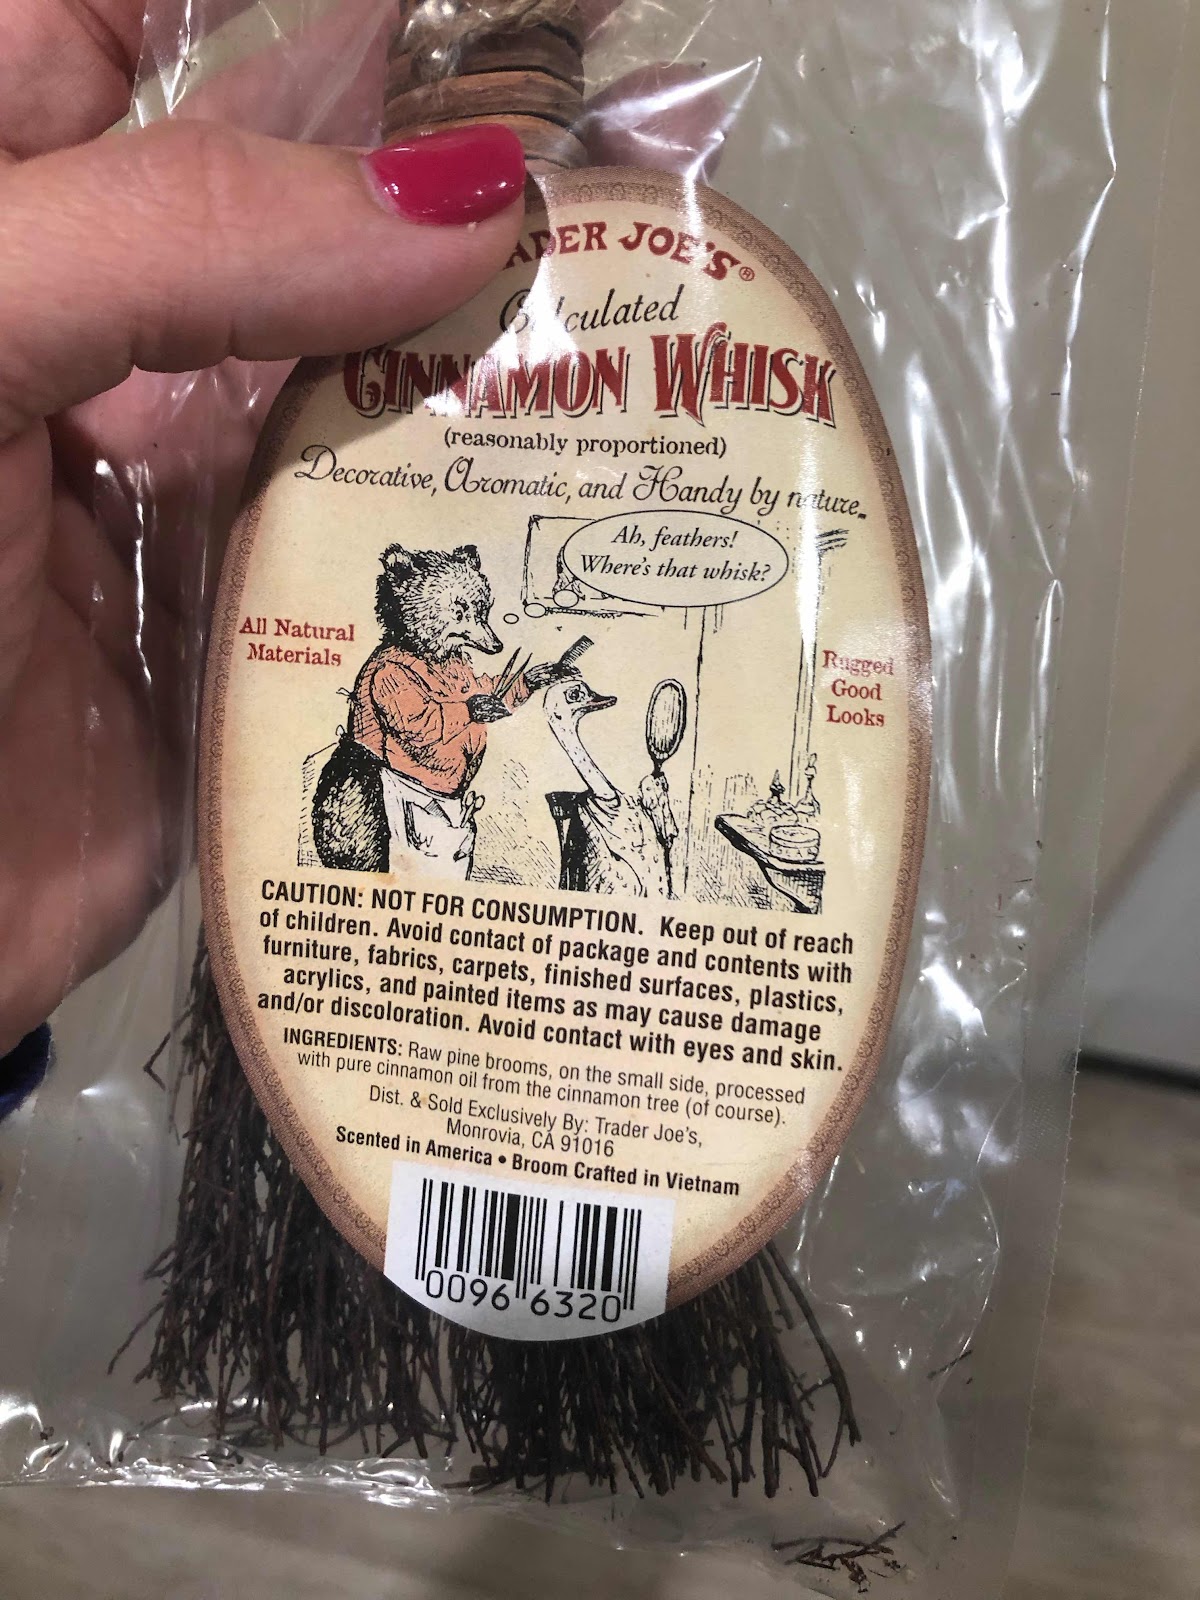 ADER JOE'S®
Calculated
CINNAMON WHISK
(reasonably proportioned)
Decorative, Aromatic, and Handy by nature...
Ah, feathers!
Where's that whisk?
All Natural
Materials
Rugged
Good
Looks
CAUTION: NOT FOR CONSUMPTION. Keep out of reach
of children. Avoid contact of package and contents with
furniture, fabrics, carpets, finished surfaces, plastics,
acrylics, and painted items as may cause damage
and/or discoloration. Avoid contact with eyes and skin.
INGREDIENTS: Raw pine brooms, on the small side, processed
with pure cinnamon oil from the cinnamon tree (of course).
Dist. & Sold Exclusively By: Trader Joe's,
Monrovia, CA 91016
Scented in America • Broom Crafted in Vietnam
0096 6320